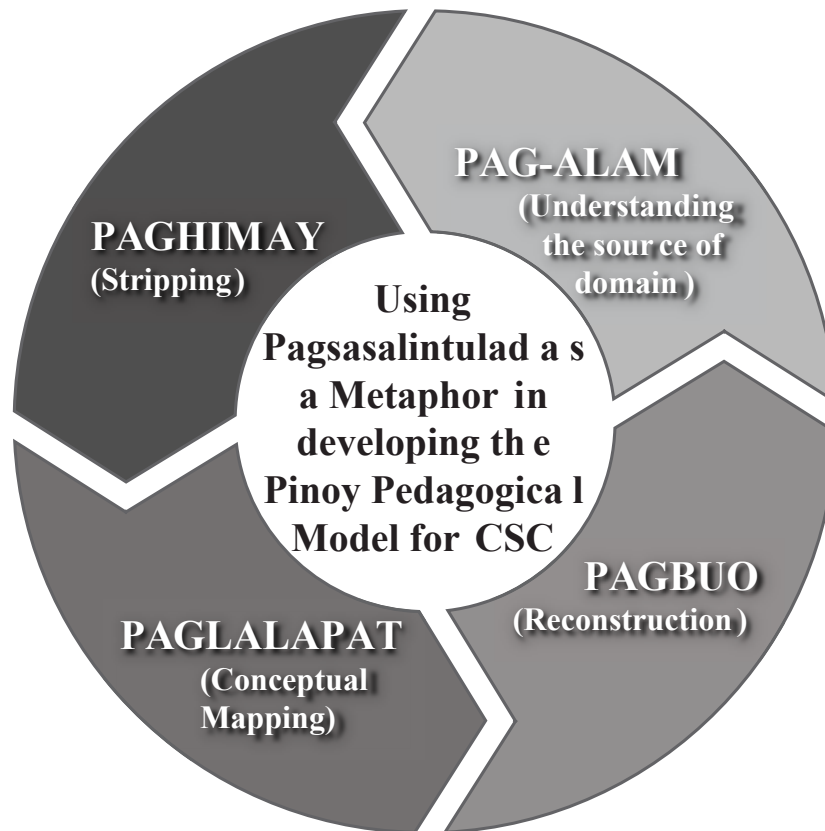 PAG-ALAM
(Understanding
the sour ce of
domain )
PAGHIMAY
(Stripping )
Using
Pagsasalintulad a s
a Metaphor in
developing th e
Pinoy Pedagogica l
Model for CSC
PAGBUO
(Reconstruction )
PAGLALAPAT
(Conceptual
Mapping)